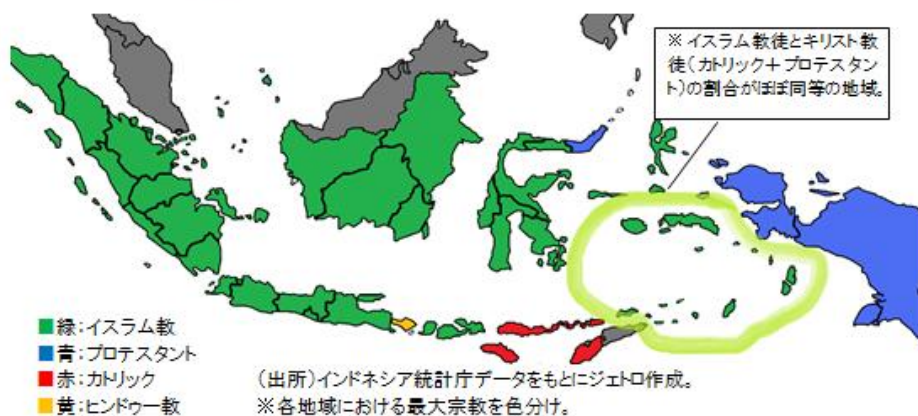 ※イスラム教徒とキリスト教
徒(カトリック+プロテスタン
ト)の割合がほぼ同等の地域。
緑:イスラム教
青:プロテスタント
赤:カトリック
黄:ヒンドゥー教
(出所)インドネシア統計庁データをもとにジェトロ作成。
※各地域における最大宗教を色分け。